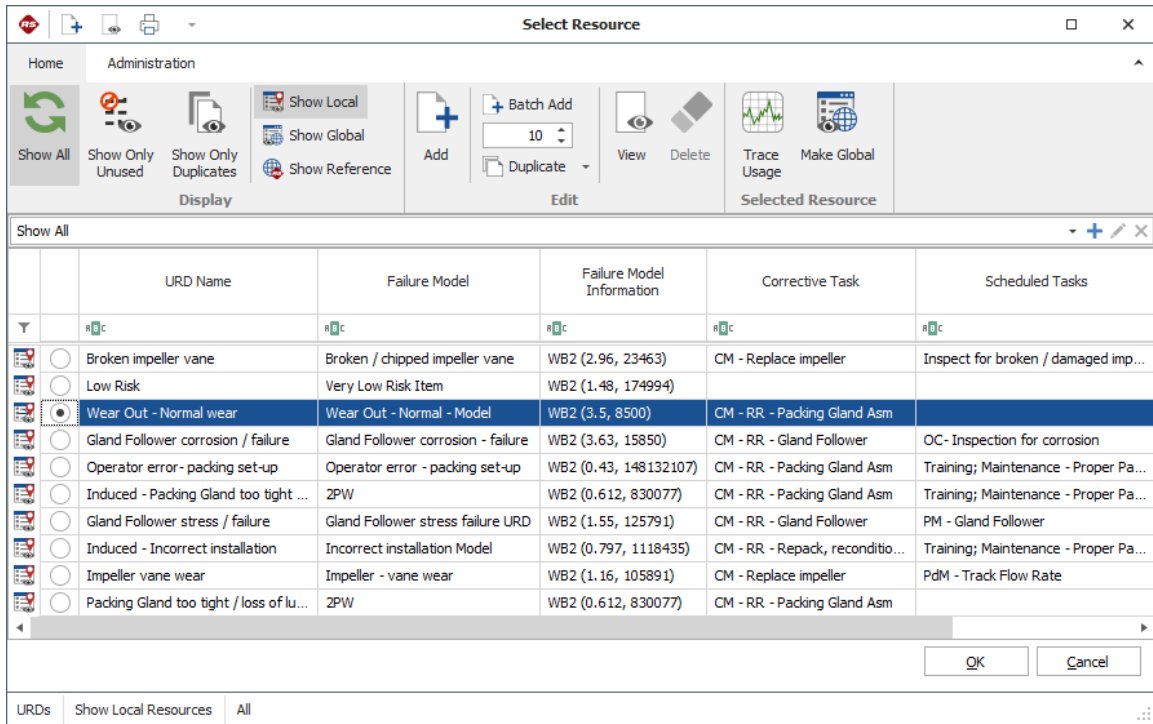 RS
Select Resource
Home Administration
Show All
Show Only Unused
Show Only Duplicates
Show Local
Show Global
Show Reference
Display
Add
Batch Add
10
Duplicate
View
Delete
Edit
Trace Usage
Make Global
Selected Resource
Show All
URD Name Failure Model Failure Model Information Corrective Task Scheduled Tasks
ABC ABC ABC ABC ABC
Broken impeller vane Broken / chipped impeller vane WB2 (2.96, 23463) CM - Replace impeller Inspect for broken / damaged imp...
Low Risk Very Low Risk Item WB2 (1.48, 174994)
Wear Out - Normal wear Wear Out - Normal - Model WB2 (3.5, 8500) CM - RR - Packing Gland Asm
Gland Follower corrosion / failure Gland Follower corrosion - failure WB2 (3.63, 15850) CM - RR - Gland Follower OC- Inspection for corrosion
Operator error- packing set-up Operator error - packing set-up WB2 (0.43, 148132107) CM - RR - Packing Gland Asm Training; Maintenance - Proper Pa...
Induced - Packing Gland too tight ... 2PW WB2 (0.612, 830077) CM - RR - Packing Gland Asm Training; Maintenance - Proper Pa...
Gland Follower stress / failure Gland Follower stress failure URD WB2 (1.55, 125791) CM - RR - Gland Follower PM - Gland Follower
Induced - Incorrect installation Incorrect installation Model WB2 (0.797, 1118435) CM - RR - Repack, reconditio... Training; Maintenance - Proper Pa...
Impeller vane wear Impeller - vane wear WB2 (1.16, 105891) CM - Replace impeller PdM - Track Flow Rate
Packing Gland too tight / loss of lu... 2PW WB2 (0.612, 830077) CM - RR - Packing Gland Asm
OK Cancel
URDs Show Local Resources All